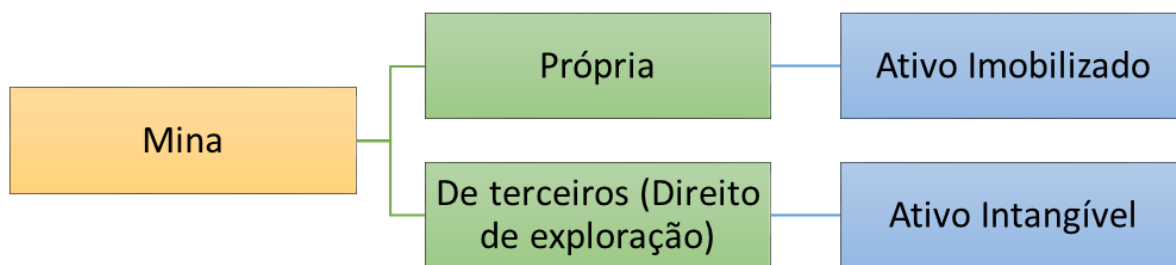 Mina
Própria
Ativo Imobilizado
De terceiros (Direito
de exploração)
Ativo Intangível